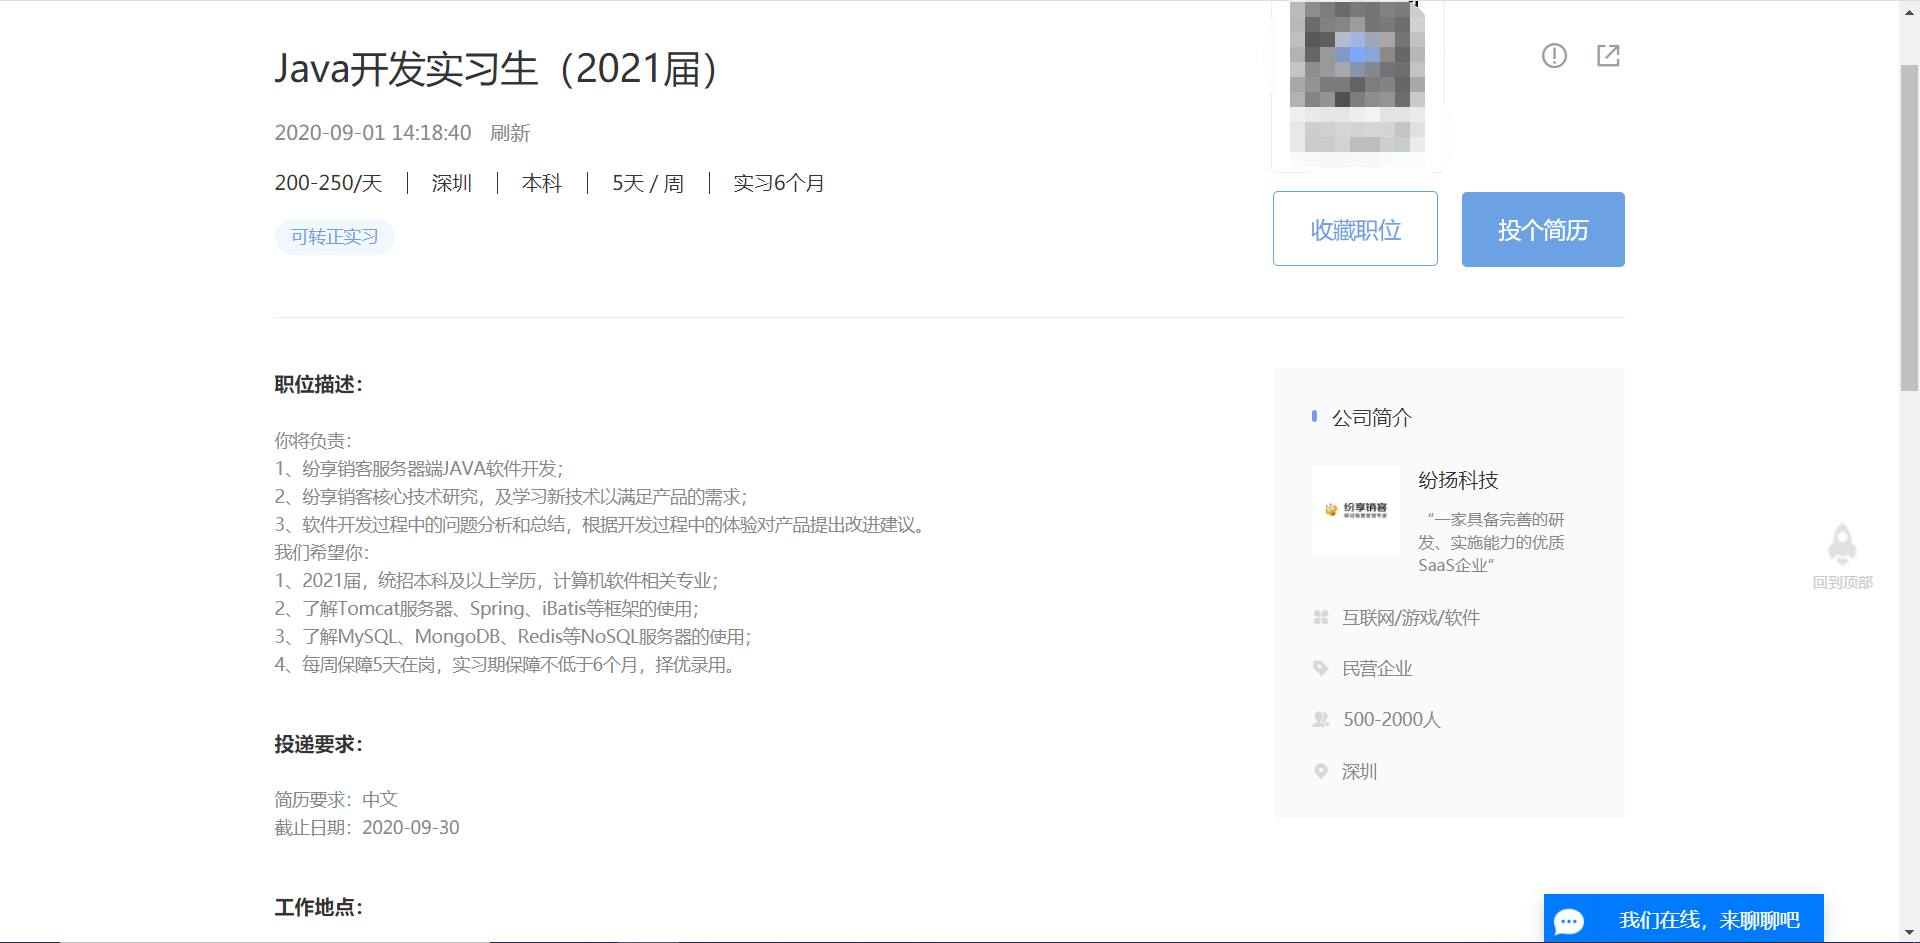 Java开发实习生（2021届）
2020-09-01 14:18:40 刷新
200-250/天 | 深圳 | 本科 | 5天 / 周 | 实习6个月
可转正实习
收藏职位
投个简历
职位描述：
你将负责：
1、纷享销客服务器端JAVA软件开发；
2、纷享销客核心技术研究，及学习新技术以满足产品的需求；
3、软件开发过程中的问题分析和总结，根据开发过程中的体验对产品提出改进建议。
我们希望你：
1、2021届，统招本科及以上学历，计算机软件相关专业；
2、了解Tomcat服务器、Spring、iBatis等框架的使用；
3、了解MySQL、MongoDB、Redis等NoSQL服务器的使用；
4、每周保障5天在岗，实习期保障不低于6个月，择优录用。
投递要求：
简历要求：中文
截止日期：2020-09-30
工作地点：
公司简介
纷享销客
纷扬科技
“一家具备完善的研
发、实施能力的优质
SaaS企业”
互联网/游戏/软件
民营企业
500-2000人
深圳
回到顶部
我们在线，来聊聊吧